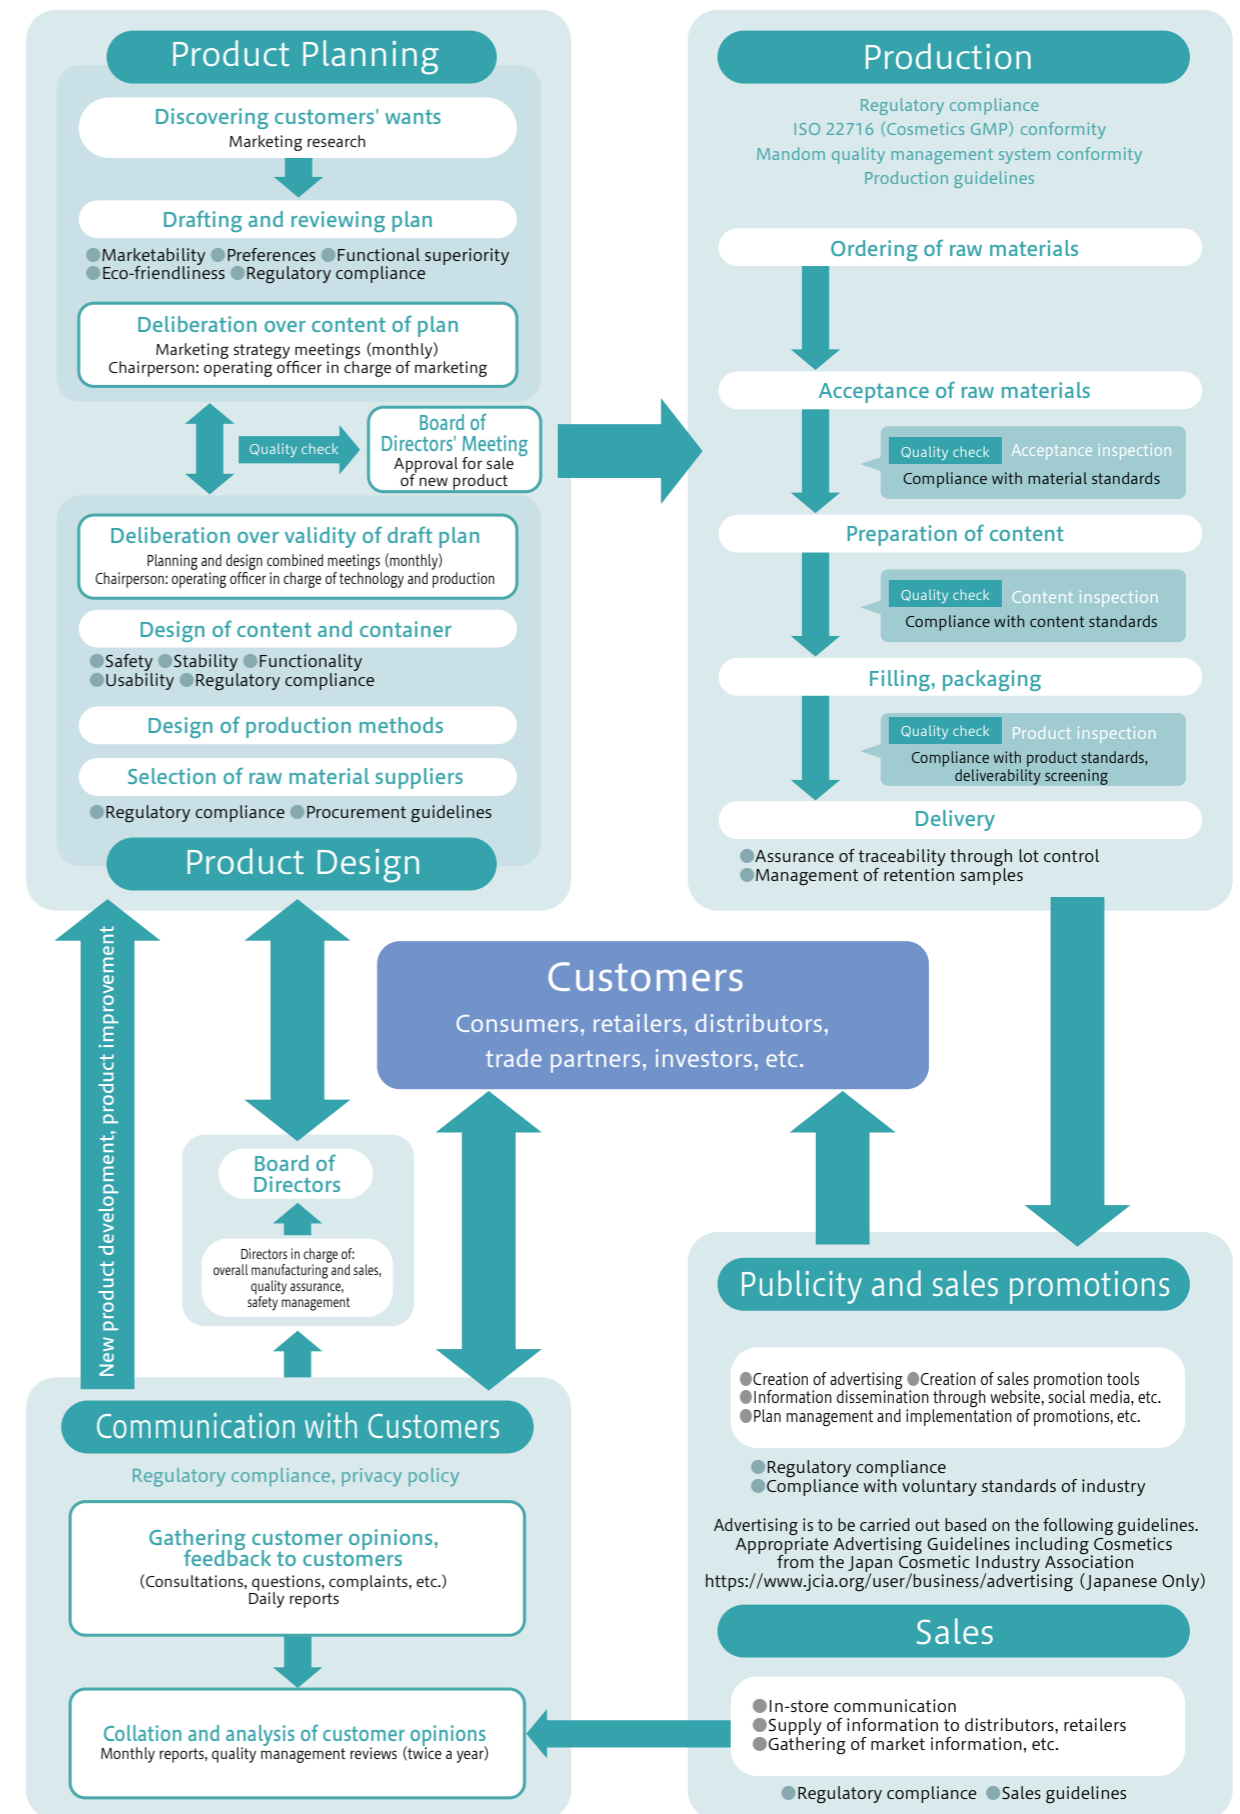 Product Planning
Discovering customers' wants
Marketing research
Drafting and reviewing plan
●Marketability ●Preferences ●Functional superiority
●Eco-friendliness ●Regulatory compliance
Deliberation over content of plan
Marketing strategy meetings (monthly)
Chairperson: operating officer in charge of marketing
Quality check
Board of
Directors' Meeting
Approval for sale
of new product
Deliberation over validity of draft plan
Planning and design combined meetings (monthly)
Chairperson: operating officer in charge of technology and production
Design of content and container
●Safety ●Stability ●Functionality
●Usability ●Regulatory compliance
Design of production methods
Selection of raw material suppliers
●Regulatory compliance ●Procurement guidelines
Product Design
Production
Regulatory compliance
ISO 22716 (Cosmetics GMP) conformity
Mandom quality management system conformity
Production guidelines
Ordering of raw materials
Acceptance of raw materials
Quality check Acceptance inspection
Compliance with material standards
Preparation of content
Quality check Content inspection
Compliance with content standards
Filling, packaging
Quality check Product inspection
Compliance with product standards,
deliverability screening
Delivery
●Assurance of traceability through lot control
●Management of retention samples
New product development, product improvement
Customers
Consumers, retailers, distributors,
trade partners, investors, etc.
Board of
Directors
Directors in charge of:
overall manufacturing and sales,
quality assurance,
safety management
Communication with Customers
Regulatory compliance, privacy policy
Gathering customer opinions,
feedback to customers
(Consultations, questions, complaints, etc.)
Daily reports
Collation and analysis of customer opinions
Monthly reports, quality management reviews (twice a year)
Publicity and sales promotions
●Creation of advertising ●Creation of sales promotion tools
●Information dissemination through website, social media, etc.
●Plan management and implementation of promotions, etc.
●Regulatory compliance
●Compliance with voluntary standards of industry
Advertising is to be carried out based on the following guidelines.
Appropriate Advertising Guidelines including Cosmetics
from the Japan Cosmetic Industry Association
https://www.jcia.org/user/business/advertising (Japanese Only)
Sales
●In-store communication
●Supply of information to distributors, retailers
●Gathering of market information, etc.
●Regulatory compliance ●Sales guidelines